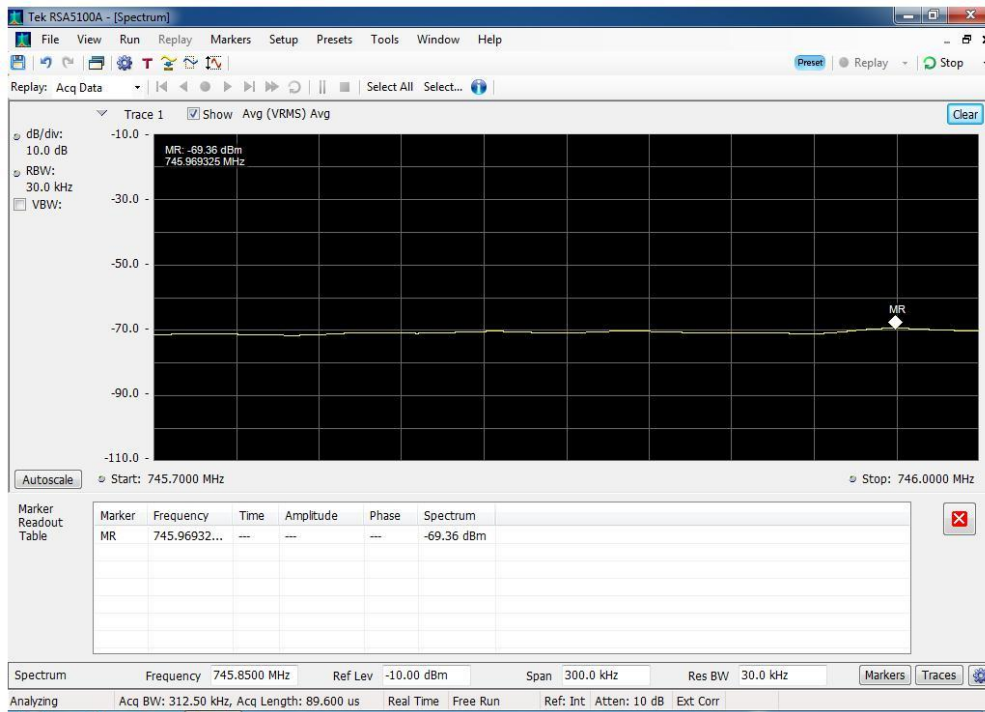 Tek RSA5100A - [Spectrum]
File View Run Replay Markers Setup Presets Tools Window Help
Preset Replay Stop
Replay: Acq Data Select All Select...
Trace 1 Show Avg (VRMS) Avg Clear
dB/div: 10.0 dB
RBW: 30.0 kHz
VBW:
-10.0
-30.0
-50.0
-70.0
-90.0
-110.0
MR: -69.36 dBm
745.969325 MHz
MR
Autoscale Start: 745.7000 MHz Stop: 746.0000 MHz
Marker Readout Table
Marker Frequency Time Amplitude Phase Spectrum
MR 745.96932... --- --- --- -69.36 dBm
Spectrum Frequency 745.8500 MHz Ref Lev -10.00 dBm Span 300.0 kHz Res BW 30.0 kHz Markers Traces
Analyzing Acq BW: 312.50 kHz, Acq Length: 89.600 us Real Time Free Run Ref: Int Atten: 10 dB Ext Corr